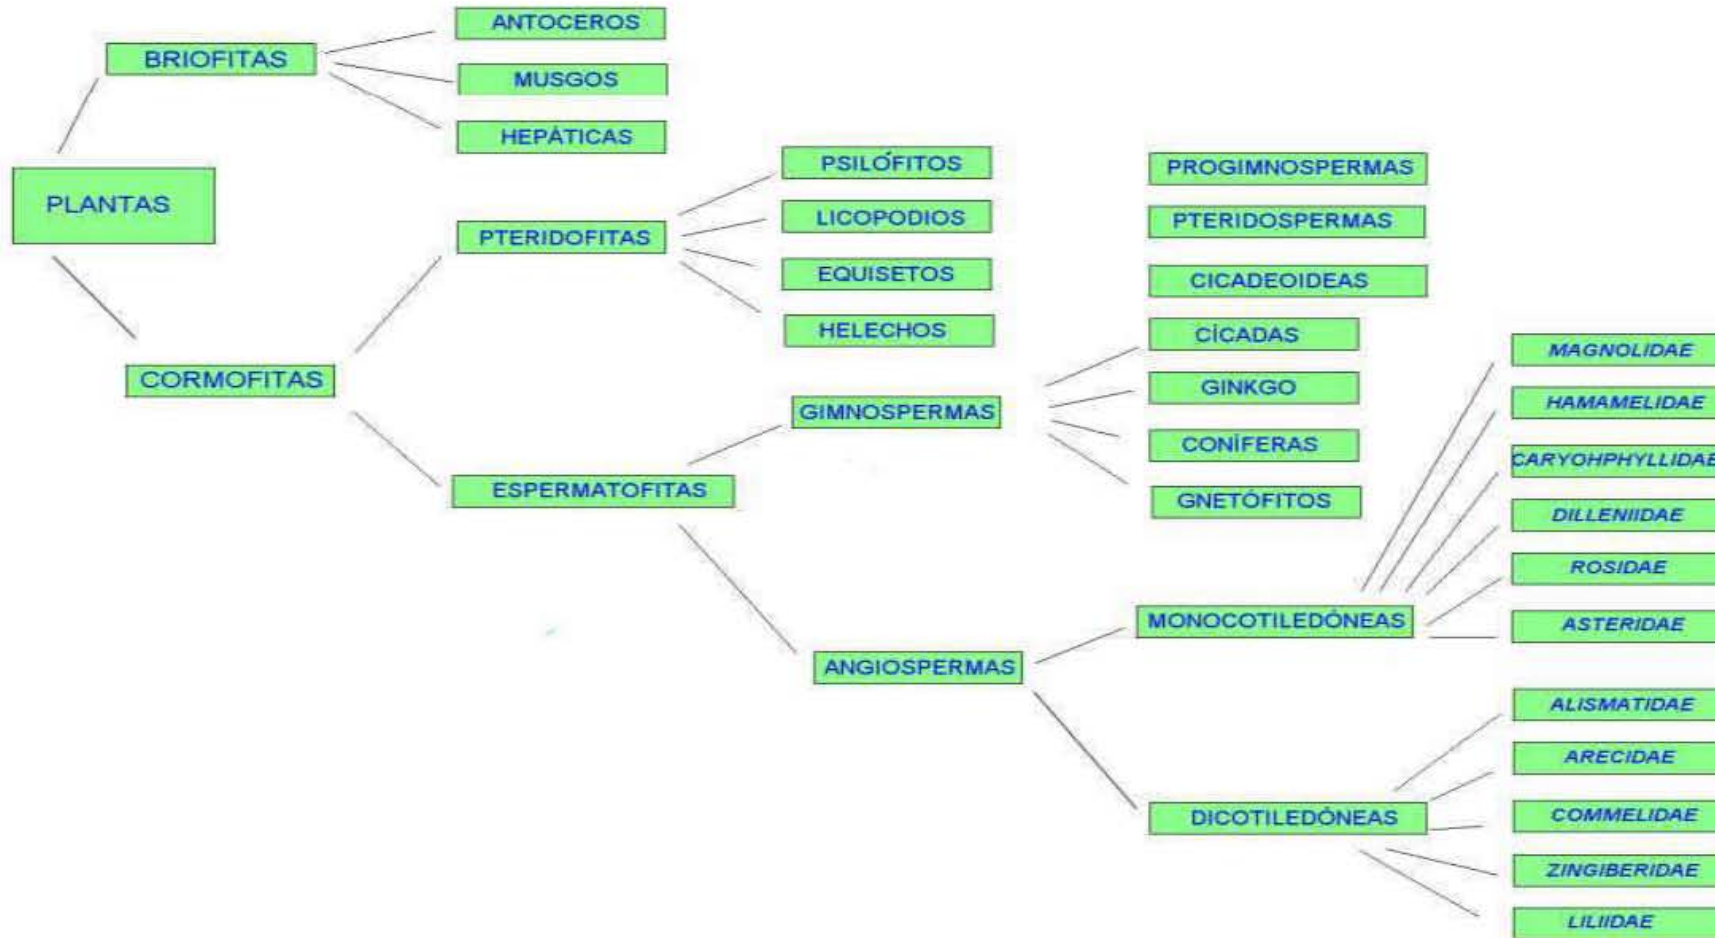 PLANTAS
BRIOFITAS
ANTOCEROS
MUSGOS
HEPÁTICAS
CORMOFITAS
PTERIDOFITAS
PSILÓFITOS
LICOPODIOS
EQUISETOS
HELECHOS
ESPERMATOFITAS
GIMNOSPERMAS
PROGIMNOSPERMAS
PTERIDOSPERMAS
CICADEOIDEAS
CÍCADAS
GINKGO
CONÍFERAS
GNETÓFITOS
ANGIOSPERMAS
MONOCOTILEDÓNEAS
MAGNOLIDAE
HAMAMELIDAE
CARYOHPHYLLIDAE
DILLENIIDAE
ROSIDAE
ASTERIDAE
DICOTILEDÓNEAS
ALISMATIDAE
ARECIDAE
COMMELIDAE
ZINGIBERIDAE
LILIIDAE